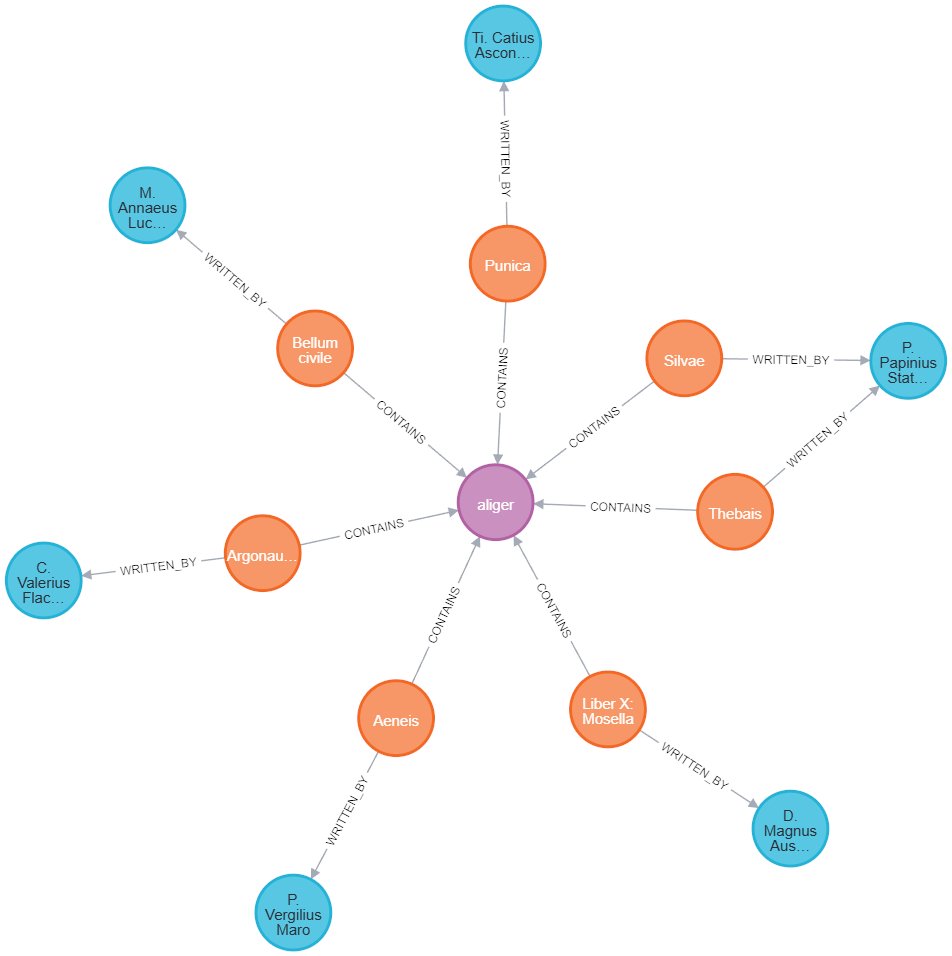 Ti. Catius
Ascon…
WRITTEN_BY
M.
Annaeus
Luc…
WRITTEN_BY
Punica
Bellum
civile
CONTAINS
Silvae
WRITTEN_BY
P.
Papinius
Stat…
CONTAINS
CONTAINS
WRITTEN_BY
aliger
CONTAINS
Thebais
CONTAINS
Argonau…
WRITTEN_BY
C.
Valerius
Flac…
CONTAINS
CONTAINS
Aeneis
Liber X:
Mosella
WRITTEN_BY
WRITTEN_BY
D.
Magnus
Aus…
P.
Vergilius
Maro